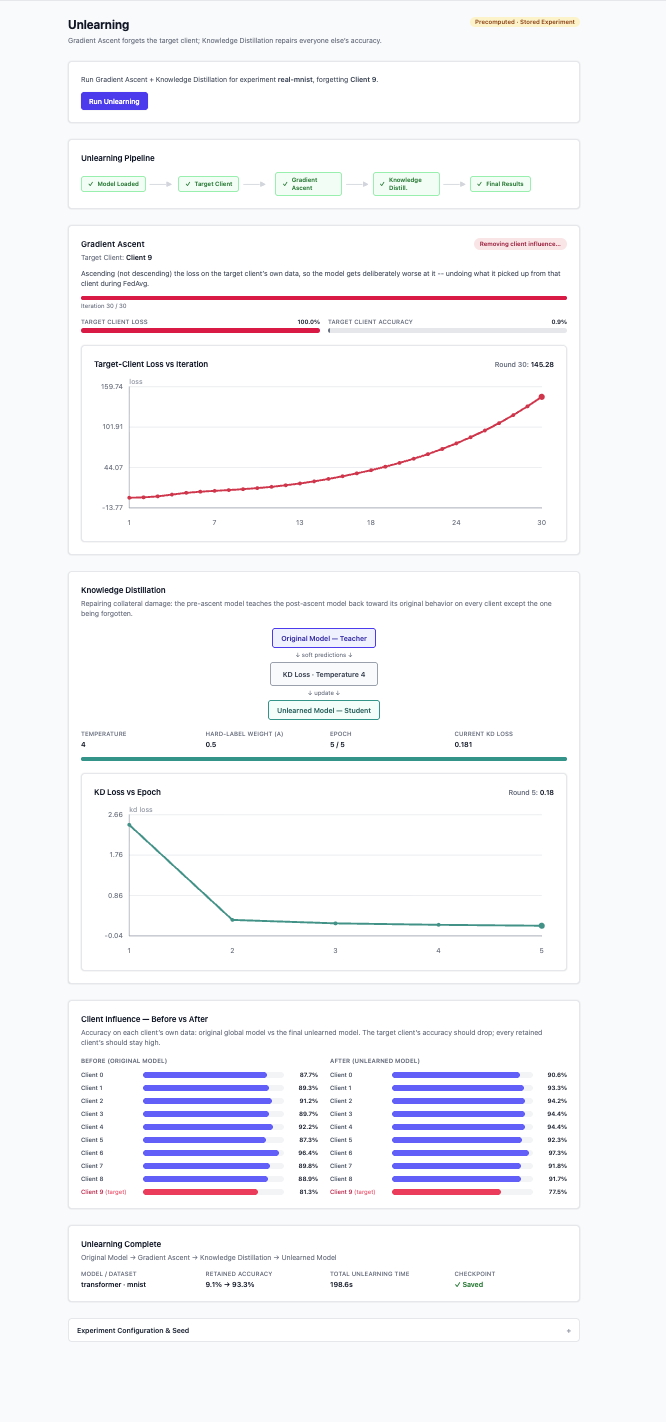 Unlearning
Precomputed · Stored Experiment
Gradient Ascent forgets the target client; Knowledge Distillation repairs everyone else's accuracy.
Run Gradient Ascent + Knowledge Distillation for experiment real-mnist, forgetting Client 9.
Run Unlearning
Unlearning Pipeline
✓ Model Loaded
✓ Target Client
✓ Gradient
Ascent
✓ Knowledge
Distill.
✓ Final Results
Gradient Ascent
Removing client influence...
Target Client: Client 9
Ascending (not descending) the loss on the target client's own data, so the model gets deliberately worse at it -- undoing what it picked up from that
client during FedAvg.
Iteration 30 / 30
TARGET CLIENT LOSS 100.0%
TARGET CLIENT ACCURACY 0.9%
Target-Client Loss vs Iteration
Round 30: 145.28
loss
159.74
101.91
44.07
-13.77
1 7 13 18 24 30
Knowledge Distillation
Repairing collateral damage: the pre-ascent model teaches the post-ascent model back toward its original behavior on every client except the one
being forgotten.
Original Model — Teacher
↓ soft predictions ↓
KD Loss · Temperature 4
↓ update ↓
Unlearned Model — Student
TEMPERATURE HARD-LABEL WEIGHT (Α) EPOCH CURRENT KD LOSS
4 0.5 5 / 5 0.181
KD Loss vs Epoch
Round 5: 0.18
kd loss
2.66
1.76
0.86
-0.04
1 2 3 4 5
Client Influence — Before vs After
Accuracy on each client's own data: original global model vs the final unlearned model. The target client's accuracy should drop; every retained
client's should stay high.
BEFORE (ORIGINAL MODEL)
Client 0 87.7%
Client 1 89.3%
Client 2 91.2%
Client 3 89.7%
Client 4 92.2%
Client 5 87.3%
Client 6 96.4%
Client 7 89.8%
Client 8 88.9%
Client 9 (target) 81.3%
AFTER (UNLEARNED MODEL)
Client 0 90.6%
Client 1 93.3%
Client 2 94.2%
Client 3 94.4%
Client 4 94.4%
Client 5 92.3%
Client 6 97.3%
Client 7 91.8%
Client 8 91.7%
Client 9 (target) 77.5%
Unlearning Complete
Original Model → Gradient Ascent → Knowledge Distillation → Unlearned Model
MODEL / DATASET RETAINED ACCURACY TOTAL UNLEARNING TIME CHECKPOINT
transformer · mnist 9.1% → 93.3% 198.6s ✓ Saved
Experiment Configuration & Seed +